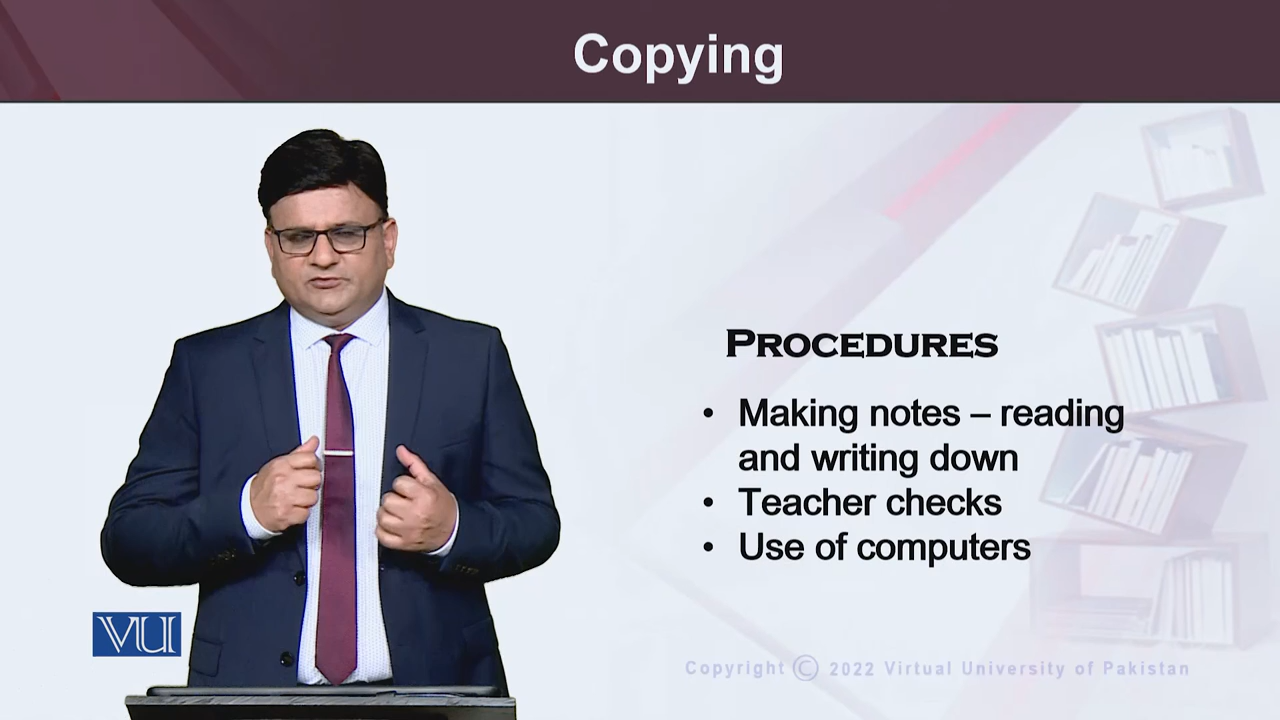 Copying
PROCEDURES
• Making notes – reading
and writing down
• Teacher checks
• Use of computers
VU
Copyright © 2022 Virtual University of Pakistan